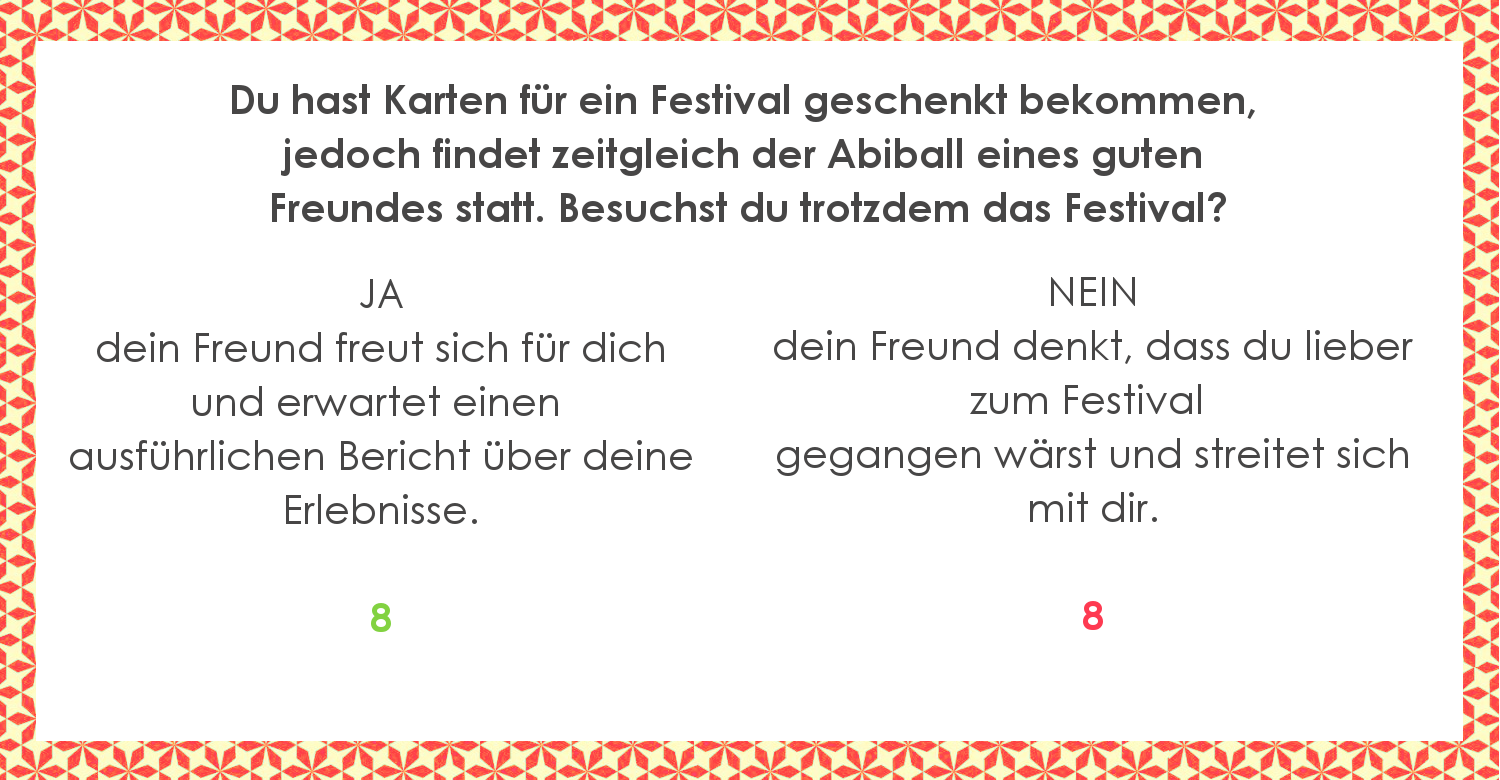 Du hast Karten für ein Festival geschenkt bekommen,
jedoch findet zeitgleich der Abiball eines guten
Freundes statt. Besuchst du trotzdem das Festival?
JA
dein Freund freut sich für dich
und erwartet einen
ausführlichen Bericht über deine
Erlebnisse.
8
NEIN
dein Freund denkt, dass du lieber
zum Festival
gegangen wärst und streitet sich
mit dir.
8